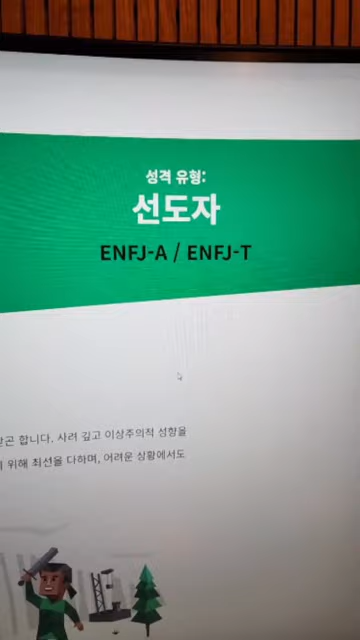 성격 유형:
선도자
ENFJ-A / ENFJ-T
합니다. 사려 깊고 이상주의적 성향을
위해 최선을 다하며, 어려운 상황에서도